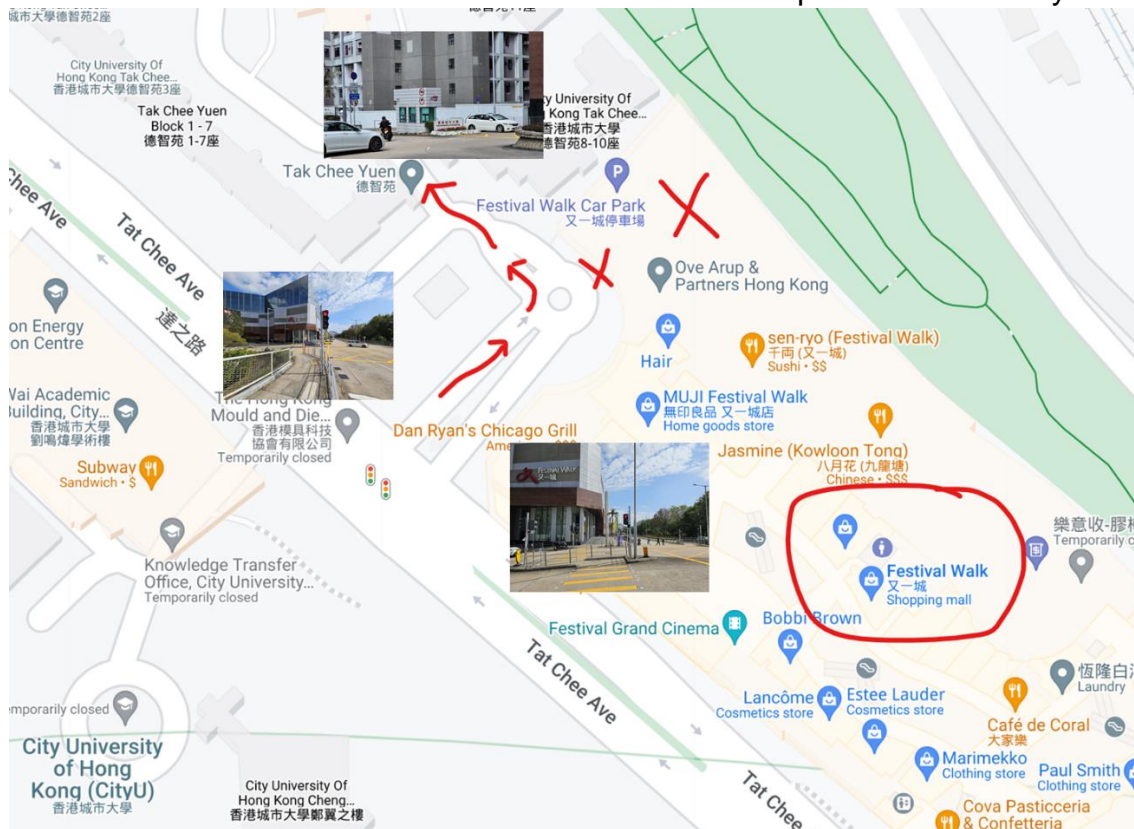 城市大學德智苑2座
City University Of
Hong Kong Tak Chee...
香港城市大學德智苑3座
Tak Chee Yuen
Block 1 - 7
德智苑 1-7座
Kong Tak Chee...
香港城市大學
德智苑8-10座
Tak Chee Yuen
德智苑
Festival Walk Car Park
又一城停車場
Chee Ave
Tat Chee Ave
達之路
Ove Arup &
Partners Hong Kong
Hair
sen-ryo (Festival Walk)
千両 (又一城)
Sushi • $$
on Energy
on Centre
MUJI Festival Walk
無印良品 又一城店
Home goods store
Wai Academic
Building, City...
香港城市大學
劉鳴煒學術樓
The Hong Kong
Mould and Die...
香港模具科技
協會有限公司
Temporarily closed
Dan Ryan's Chicago Grill
Jasmine (Kowloon Tong)
八月花 (九龍塘)
Chinese • $$$
Subway
Sandwich • $
FESTIVAL WALK
又一城
Knowledge Transfer
Office, City University...
Temporarily closed
樂意收-膠樽
Temporarily c
Festival Walk
又一城
Shopping mall
Festival Grand Cinema
Bobbi Brown
Tat Chee Ave
Lancôme
Cosmetics store
Estee Lauder
Cosmetics store
恆隆白洋
Laundry
Café de Coral
大家樂
emporarily closed
City University
of Hong
Kong (CityU)
香港城市大學
City University Of
Hong Kong Cheng...
香港城市大學鄭翼之樓
Marimekko
Clothing store
Paul Smith
Clothing store
Tat Chee
Cova Pasticceria
& Confetteria